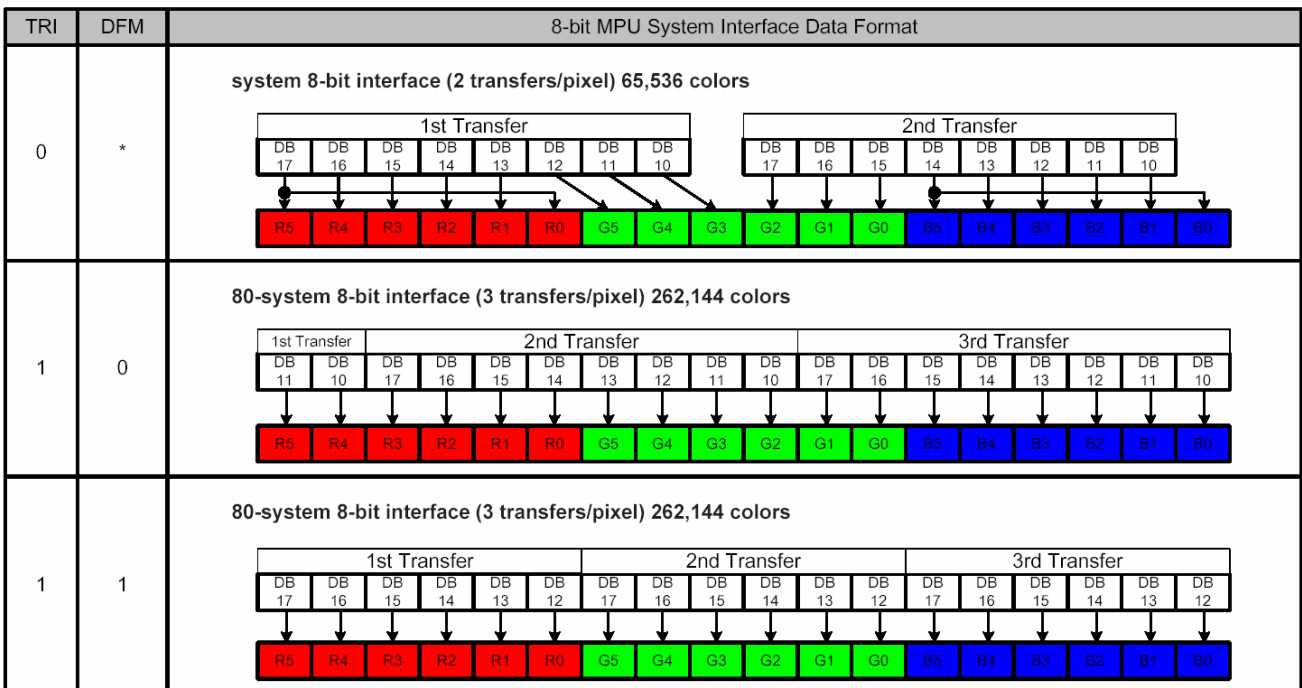 TRI DFM 8-bit MPU System Interface Data Format
system 8-bit interface (2 transfers/pixel) 65,536 colors
1st Transfer 2nd Transfer
0 *
DB DB DB DB DB DB DB DB DB DB DB DB DB DB DB DB
17 16 15 14 13 12 11 10 17 16 15 14 13 12 11 10
R5 R4 R3 R2 R1 R0 G5 G4 G3 G2 G1 G0 B5 B4 B3 B2 B1 B0
80-system 8-bit interface (3 transfers/pixel) 262,144 colors
1st Transfer 2nd Transfer 3rd Transfer
1 0
DB DB DB DB DB DB DB DB DB DB DB DB DB DB DB DB DB DB
11 10 17 16 15 14 13 12 11 10 17 16 15 14 13 12 11 10
R5 R4 R3 R2 R1 R0 G5 G4 G3 G2 G1 G0 B5 B4 B3 B2 B1 B0
80-system 8-bit interface (3 transfers/pixel) 262,144 colors
1st Transfer 2nd Transfer 3rd Transfer
1 1
DB DB DB DB DB DB DB DB DB DB DB DB DB DB DB DB DB DB
17 16 15 14 13 12 17 16 15 14 13 12 17 16 15 14 13 12
R5 R4 R3 R2 R1 R0 G5 G4 G3 G2 G1 G0 B5 B4 B3 B2 B1 B0